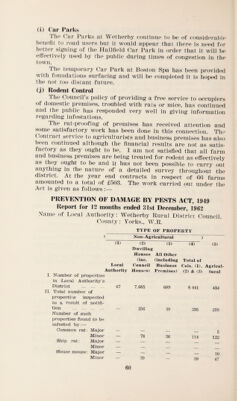 (i) Car Parks
The Car Parks at Wetherby continue to be of considerable
benefit to road users but it would appear that there is need for
better signing of the Hallfield Car Park in order that it will be
effectively used by the public during times of congestion in the
town.
The temporary Car Park at Boston Spa has been provided
with foundations surfacing and will be completed it is hoped in
the not too distant future.
(j) Rodent Control
The Council's policy of providing a free service to occupiers
of domestic premises, troubled with rats or mice, has continued
and the public has responded very well in giving information
regarding infestations.
The rat-proofing of premises has received attention and
some satisfactory work has been done in this connection. The
Contract service to agriculturists and business premises has also
been continued although the financial results are not as satis-
factory as they ought to be. I am not satisfied that all farm
and business premises are being treated for rodent as effectively
as they ought to be and it has not been possible to carry out
anything in the nature of a detailed survey throughout the
district. At the year end contracts in respect of 66 farms
amounted to a total of £503. The work carried out under the
Act is given as follows:—
PREVENTION OF DAMAGE BY PESTS ACT, 1949
Report for 12 months ended 31st December, 1962
Name of Local Authority: Wetherby Rural District Council.
County: Yorks., W.R.
TYPE OF PROPERTY
Non-Agricultural
(1) (2) (3) (4) (5)
Dwelling
Houses All Other
(inc. (including Total of
Local Council Business Cols. (1), Agricul-
Authority Houses) Premises) (2) & (3) tural
I. Number of properties
in Local Authority's
District 67 7,685 689 8,441 484
II. Total number of
properties inspected
as a result of notifi-
cation —
Number of such
properties found to be
infested by:—
Common rat: Major — — — — 5
Minor — 78 36 114 122
Ship rat: Major — — — — —
Minor — — — — —
House mouse: Major — — — — 10
Minor — 39 — 39 47
60